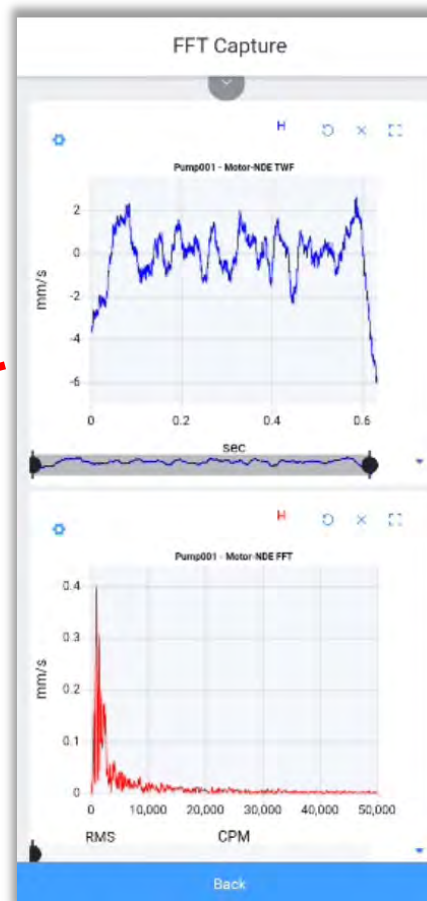 FFT Capture
H
Pump001 - Motor-NDE TWF
mm/s
2
0
-2
-4
-6
0 0.2 0.4 0.6
sec
H
Pump001 - Motor-NDE FFT
mm/s
0.4
0.3
0.2
0.1
0
0 10,000 20,000 30,000 40,000 50,000
RMS CPM
Back